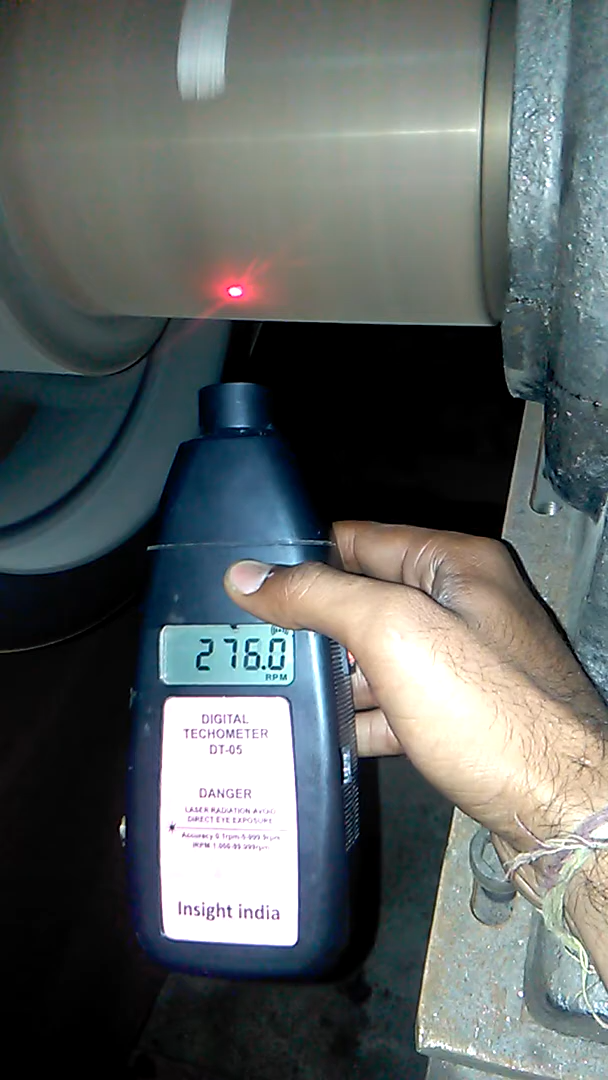 276.0
RPM
DIGITAL
TECHOMETER
DT-05
DANGER
LASER RADIATION AVOID
DIRECT EYE EXPOSURE
Insight india